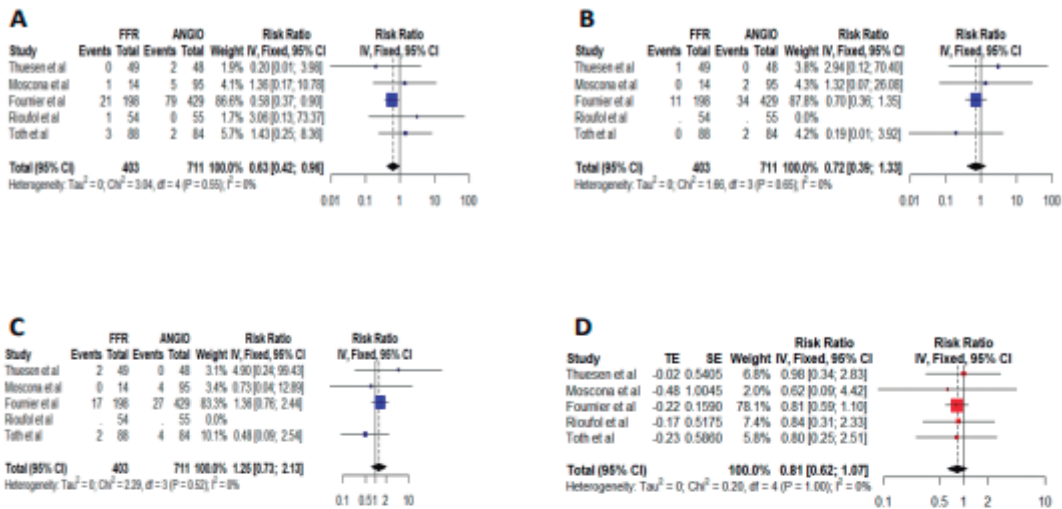 A
FFR ANGIO Risk Ratio Risk Ratio
Study Events Total Events Total Weight IV, Fixed, 95% CI IV, Fixed, 95% CI
Thuesen et al 0 49 2 48 1.9% 0.20 [0.01; 3.98]
Moscona et al 1 14 5 95 4.1% 1.36 [0.17; 10.78]
Fournier et al 21 198 79 429 86.6% 0.58 [0.37; 0.90]
Rioufol et al 1 54 0 55 1.7% 3.06 [0.13; 73.37]
Toth et al 3 88 2 84 5.7% 1.43 [0.25; 8.36]
Total (95% CI) 403 711 100.0% 0.63 [0.42; 0.96]
Heterogeneity: Tau² = 0; Chi² = 3.04, df = 4 (P = 0.55); I² = 0%
0.01 0.1 1 10 100
B
FFR ANGIO Risk Ratio Risk Ratio
Study Events Total Events Total Weight IV, Fixed, 95% CI IV, Fixed, 95% CI
Thuesen et al 1 49 0 48 3.8% 2.94 [0.12; 70.40]
Moscona et al 0 14 2 95 4.3% 1.32 [0.07; 26.08]
Fournier et al 11 198 34 429 87.8% 0.70 [0.36; 1.35]
Rioufol et al . 54 . 55 0.0%
Toth et al 0 88 2 84 4.2% 0.19 [0.01; 3.92]
Total (95% CI) 403 711 100.0% 0.72 [0.39; 1.33]
Heterogeneity: Tau² = 0; Chi² = 1.66, df = 3 (P = 0.65); I² = 0%
0.01 0.1 1 10 100
C
FFR ANGIO Risk Ratio Risk Ratio
Study Events Total Events Total Weight IV, Fixed, 95% CI IV, Fixed, 95% CI
Thuesen et al 2 49 0 48 3.1% 4.90 [0.24; 99.43]
Moscona et al 0 14 4 95 3.4% 0.73 [0.04; 12.89]
Fournier et al 17 198 27 429 83.3% 1.36 [0.76; 2.44]
Rioufol et al . 54 . 55 0.0%
Toth et al 2 88 4 84 10.1% 0.48 [0.09; 2.54]
Total (95% CI) 403 711 100.0% 1.25 [0.73; 2.13]
Heterogeneity: Tau² = 0; Chi² = 2.29, df = 3 (P = 0.52); I² = 0%
0.1 0.5 1 2 10
D
Risk Ratio Risk Ratio
Study TE SE Weight IV, Fixed, 95% CI IV, Fixed, 95% CI
Thuesen et al -0.02 0.5405 6.8% 0.98 [0.34; 2.83]
Moscona et al -0.48 1.0045 2.0% 0.62 [0.09; 4.42]
Fournier et al -0.22 0.1590 78.1% 0.81 [0.59; 1.10]
Rioufol et al -0.17 0.5175 7.4% 0.84 [0.31; 2.33]
Toth et al -0.23 0.5860 5.8% 0.80 [0.25; 2.51]
Total (95% CI) 100.0% 0.81 [0.62; 1.07]
Heterogeneity: Tau² = 0; Chi² = 0.20, df = 4 (P = 1.00); I² = 0%
0.1 0.5 1 2 10